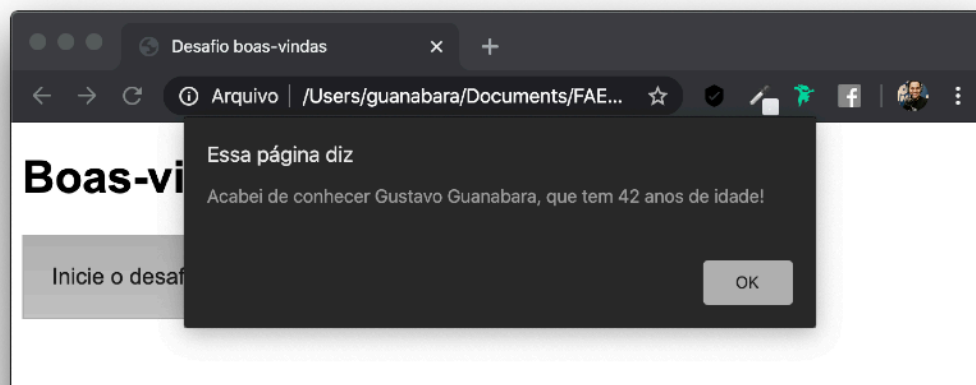 Desafio boas-vindas
Arquivo | /Users/guanabara/Documents/FAE...
Essa página diz
Boas-vi
Acabei de conhecer Gustavo Guanabara, que tem 42 anos de idade!
Inicie o desaf
OK